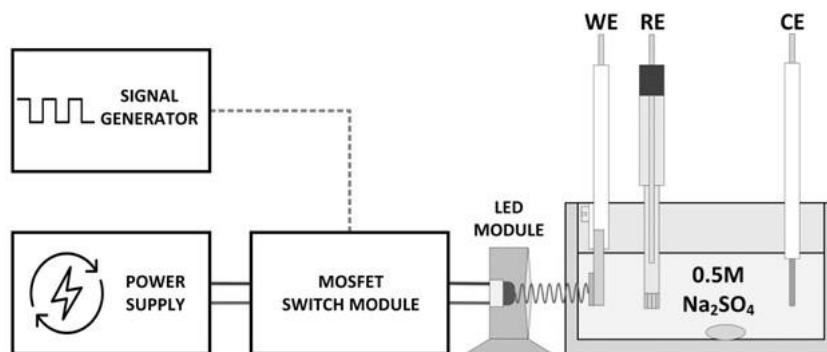 WE RE CE
SIGNAL
GENERATOR
LED
MODULE
POWER
SUPPLY
MOSFET
SWITCH MODULE
0.5M
Na₂SO₄